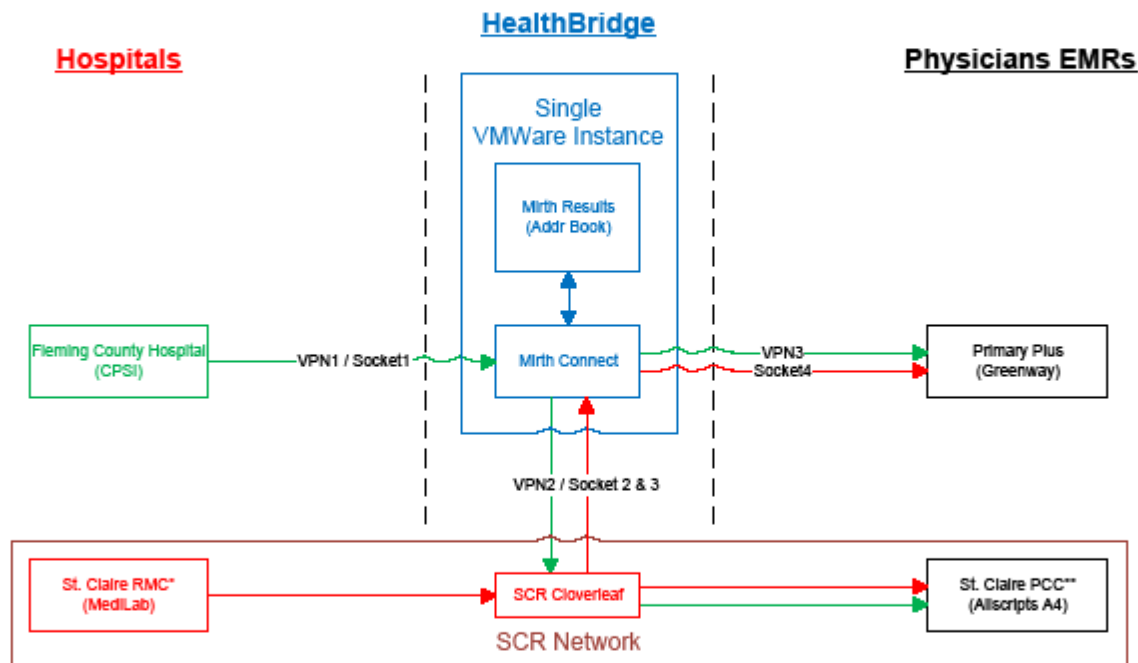 HealthBridge
Hospitals
Physicians EMRs
Single
VMWare Instance
Mirth Results
(Addr Book)
Fleming County Hospital
(CPSI)
VPN1 / Socket1
Mirth Connect
VPN3
Socket4
Primary Plus
(Greenway)
VPN2 / Socket 2 & 3
St. Claire RMC*
(MediLab)
SCR Cloverleaf
St. Claire PCC**
(Allscripts A4)
SCR Network